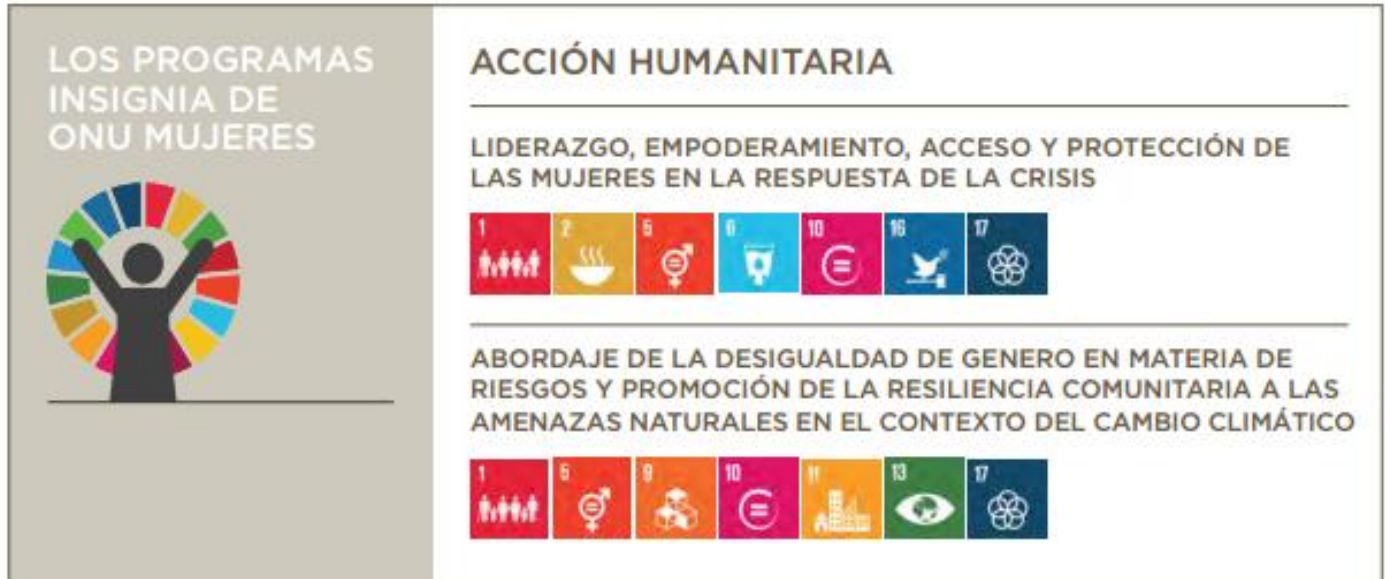 LOS PROGRAMAS
INSIGNIA DE
ONU MUJERES
ACCIÓN HUMANITARIA
LIDERAZGO, EMPODERAMIENTO, ACCESO Y PROTECCIÓN DE
LAS MUJERES EN LA RESPUESTA DE LA CRISIS
1 2 5 6 10 16 17
ABORDAJE DE LA DESIGUALDAD DE GENERO EN MATERIA DE
RIESGOS Y PROMOCIÓN DE LA RESILIENCIA COMUNITARIA A LAS
AMENAZAS NATURALES EN EL CONTEXTO DEL CAMBIO CLIMÁTICO
1 5 9 10 11 13 17